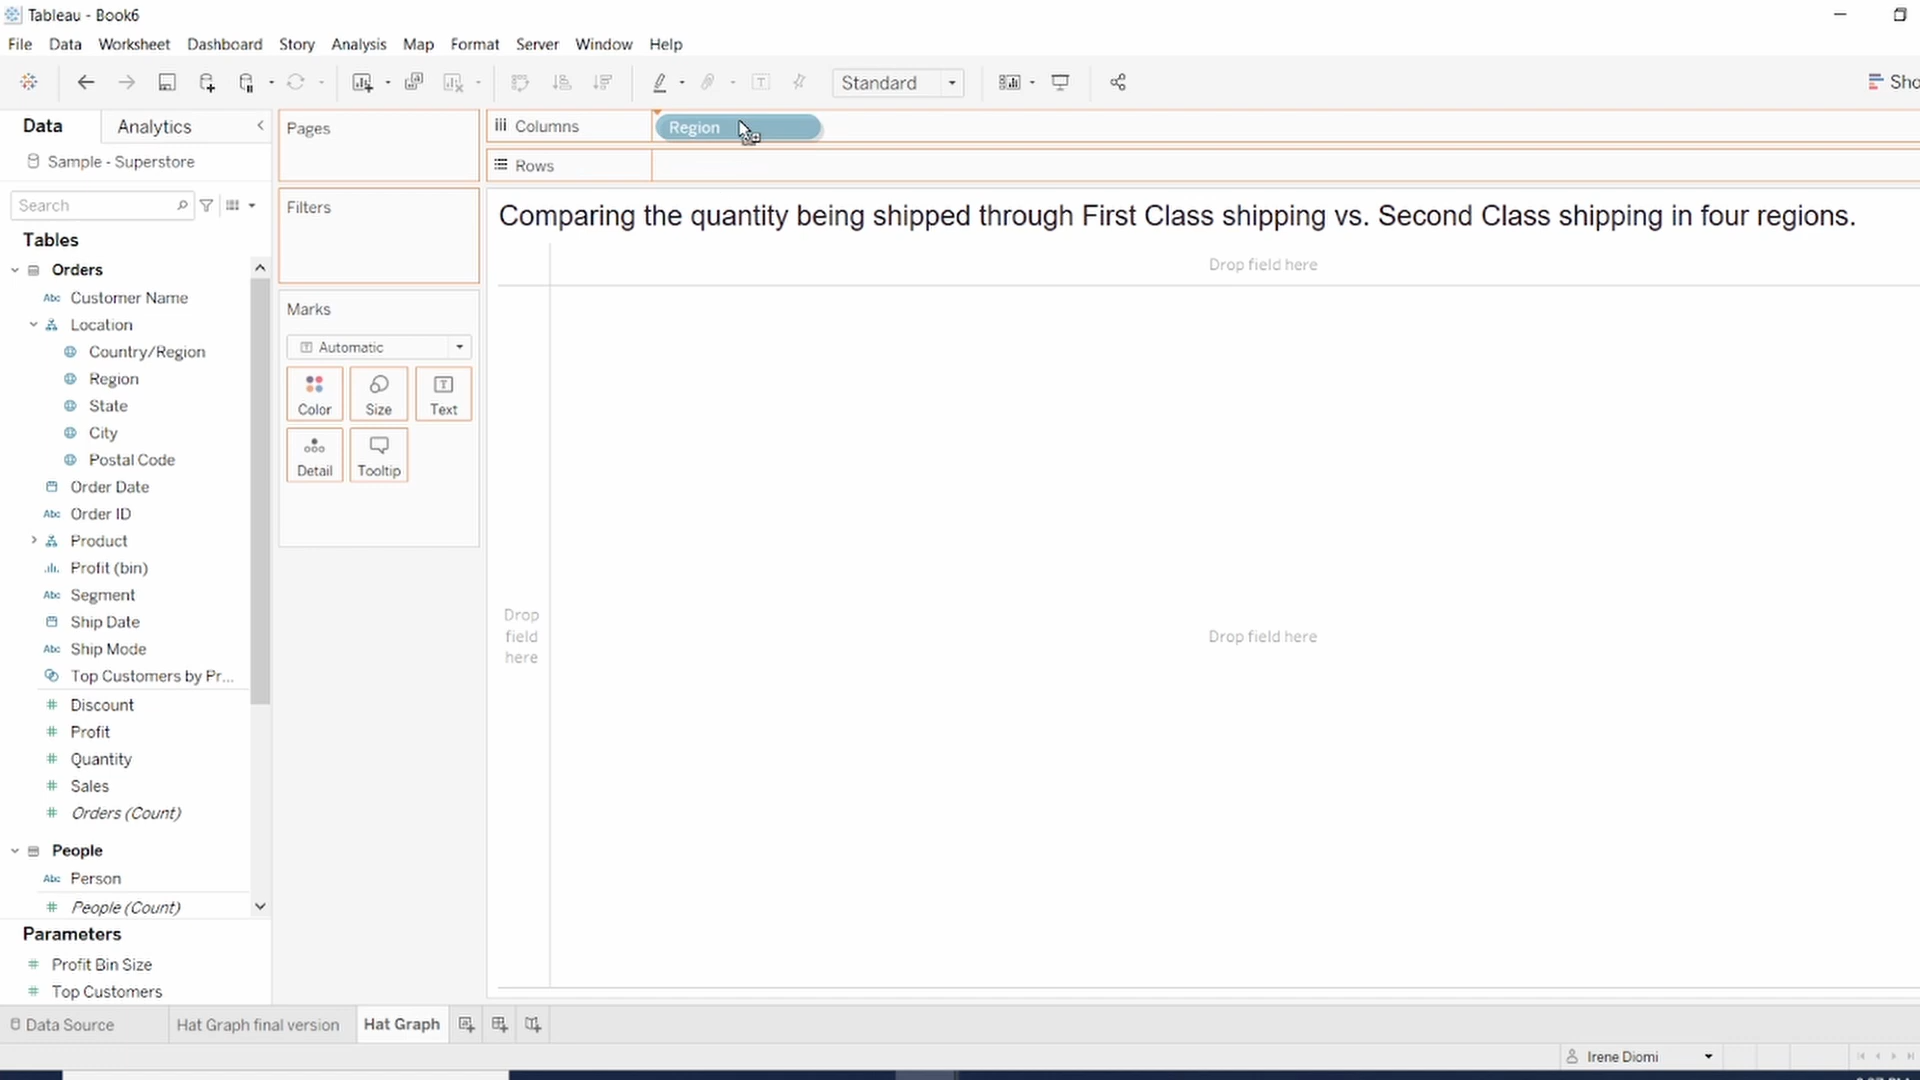 Tableau - Book6
File Data Worksheet Dashboard Story Analysis Map Format Server Window Help
Standard
Sho
Data Analytics
Sample - Superstore
Search
Tables
Orders
Abc Customer Name
Location
Country/Region
Region
State
City
Postal Code
Order Date
Abc Order ID
Product
Profit (bin)
Abc Segment
Ship Date
Abc Ship Mode
Top Customers by Pr...
# Discount
# Profit
# Quantity
# Sales
# Orders (Count)
People
Abc Person
# People (Count)
Parameters
# Profit Bin Size
# Top Customers
Pages
Filters
Marks
Automatic
Color Size Text
Detail Tooltip
Columns Region
Rows
Comparing the quantity being shipped through First Class shipping vs. Second Class shipping in four regions.
Drop field here
Drop
field
here
Drop field here
Data Source Hat Graph final version Hat Graph
Irene Diomi